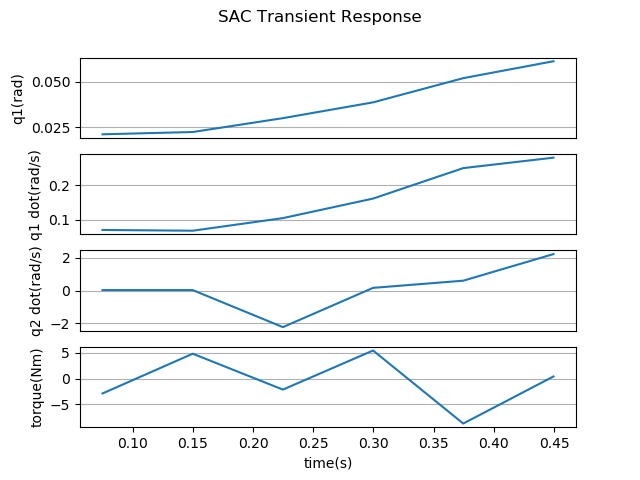 SAC Transient Response
q1(rad)
0.050
0.025
q1 dot(rad/s)
0.2
0.1
q2 dot(rad/s)
2
0
−2
torque(Nm)
5
0
−5
0.10 0.15 0.20 0.25 0.30 0.35 0.40 0.45
time(s)